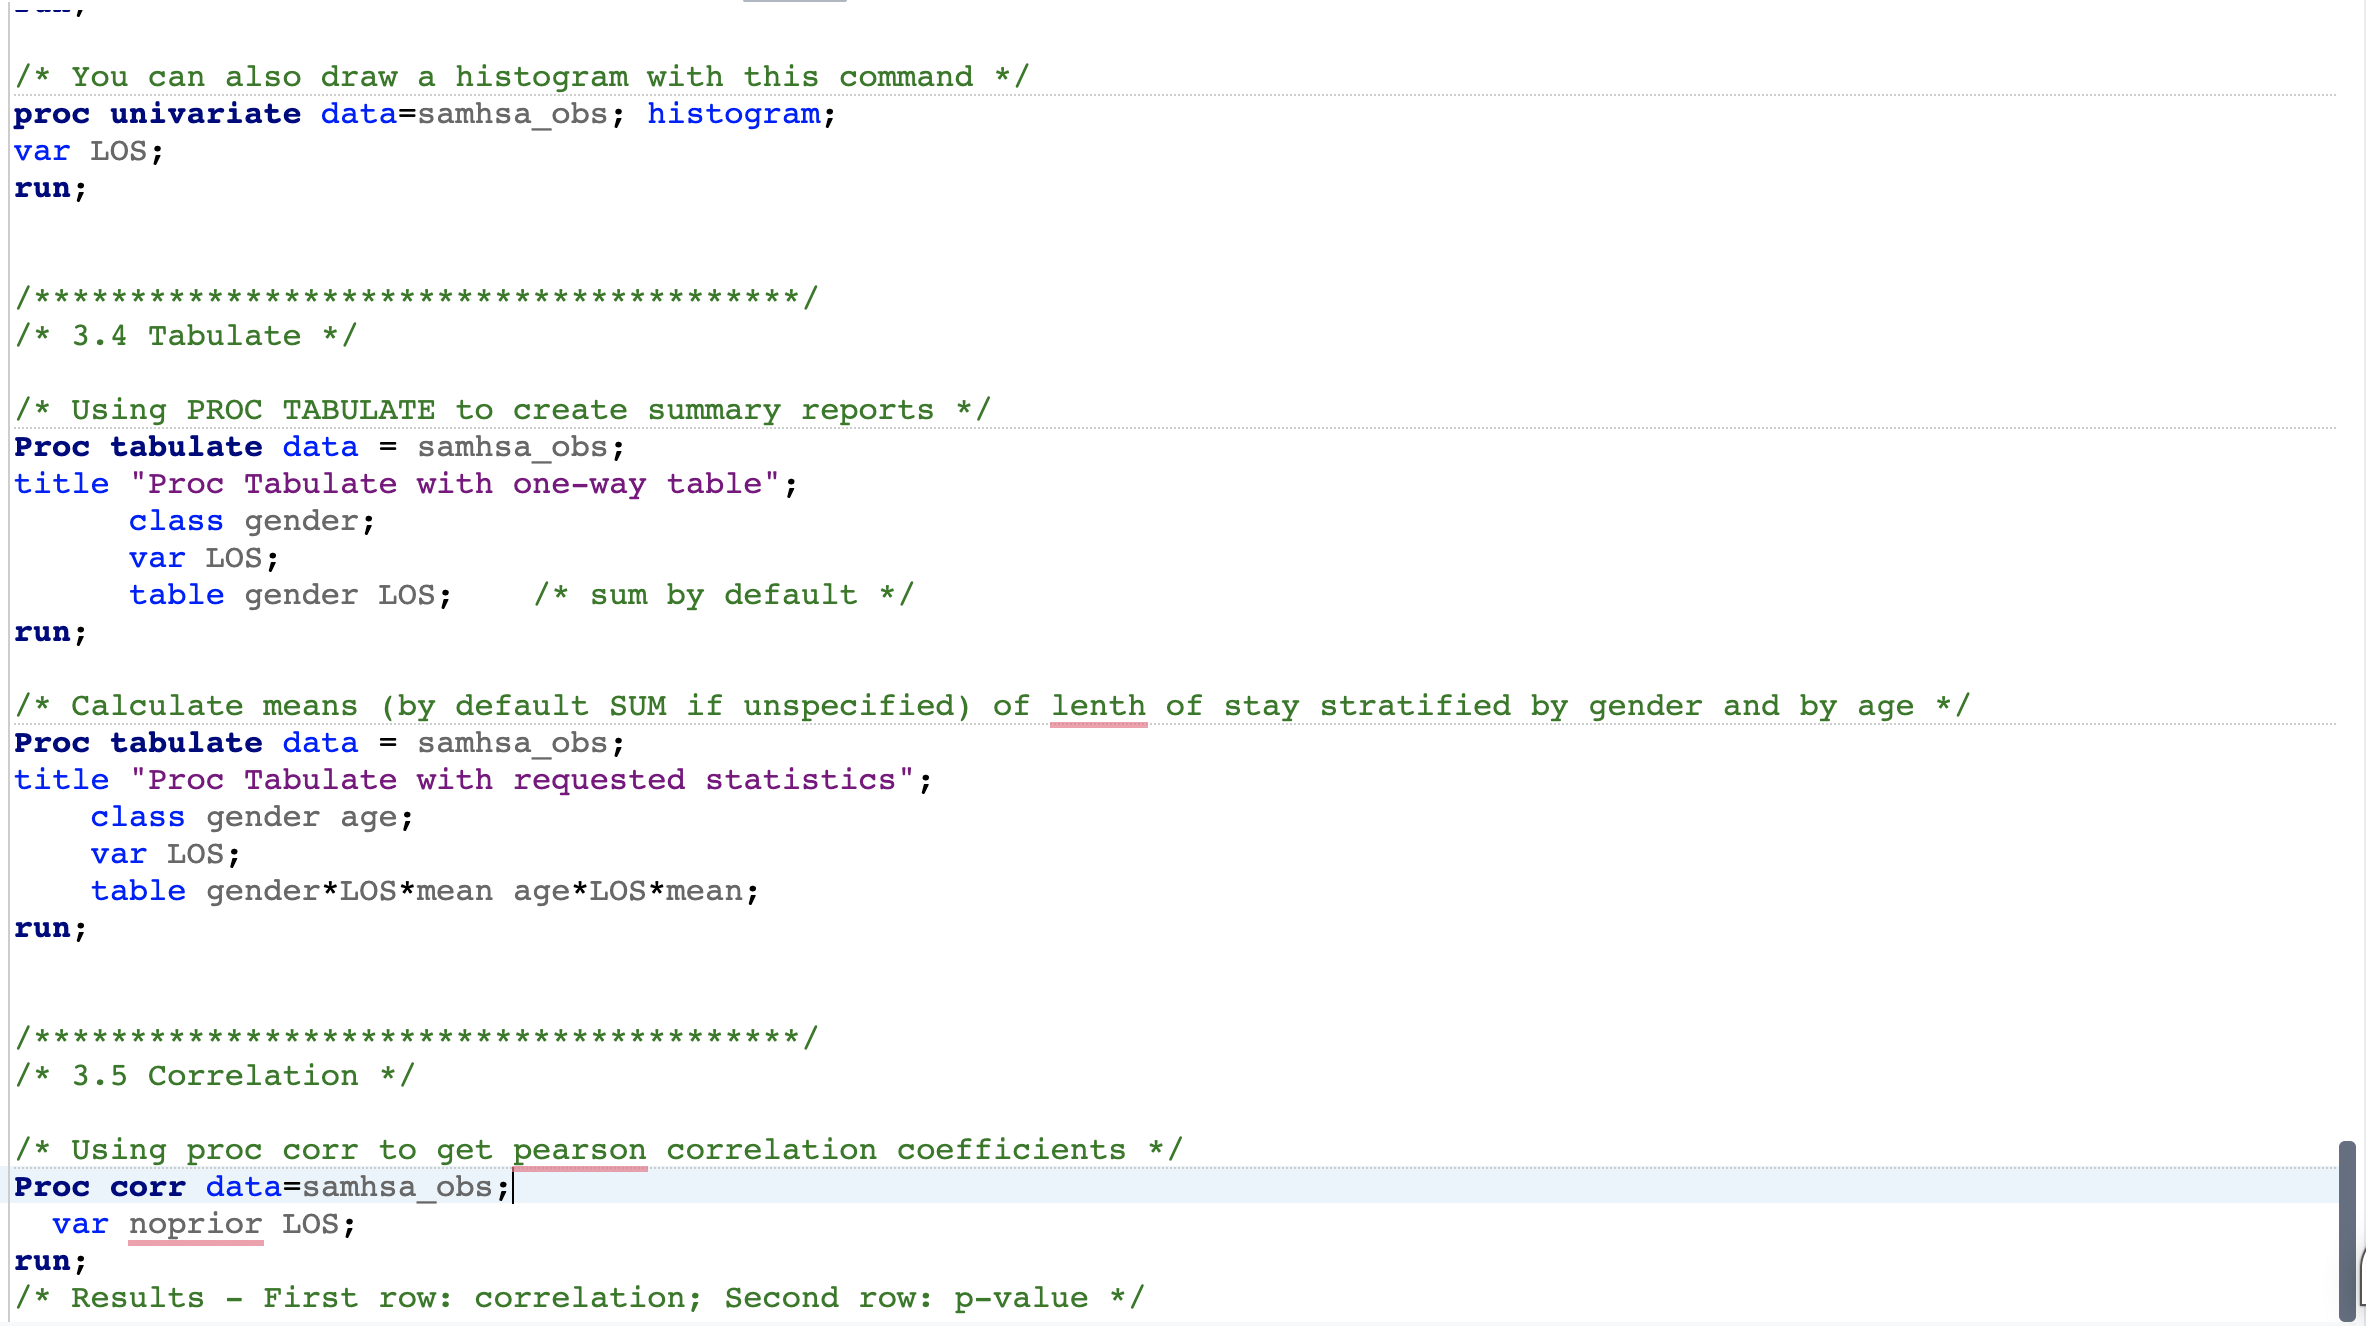 run;
/* You can also draw a histogram with this command */
proc univariate data=samhsa_obs; histogram;
var LOS;
run;
/****************************************/
/* 3.4 Tabulate */
/* Using PROC TABULATE to create summary reports */
Proc tabulate data = samhsa_obs;
title "Proc Tabulate with one-way table";
class gender;
var LOS;
table gender LOS;    /* sum by default */
run;
/* Calculate means (by default SUM if unspecified) of lenth of stay stratified by gender and by age */
Proc tabulate data = samhsa_obs;
title "Proc Tabulate with requested statistics";
class gender age;
var LOS;
table gender*LOS*mean age*LOS*mean;
run;
/****************************************/
/* 3.5 Correlation */
/* Using proc corr to get pearson correlation coefficients */
Proc corr data=samhsa_obs;
var noprior LOS;
run;
/* Results - First row: correlation; Second row: p-value */